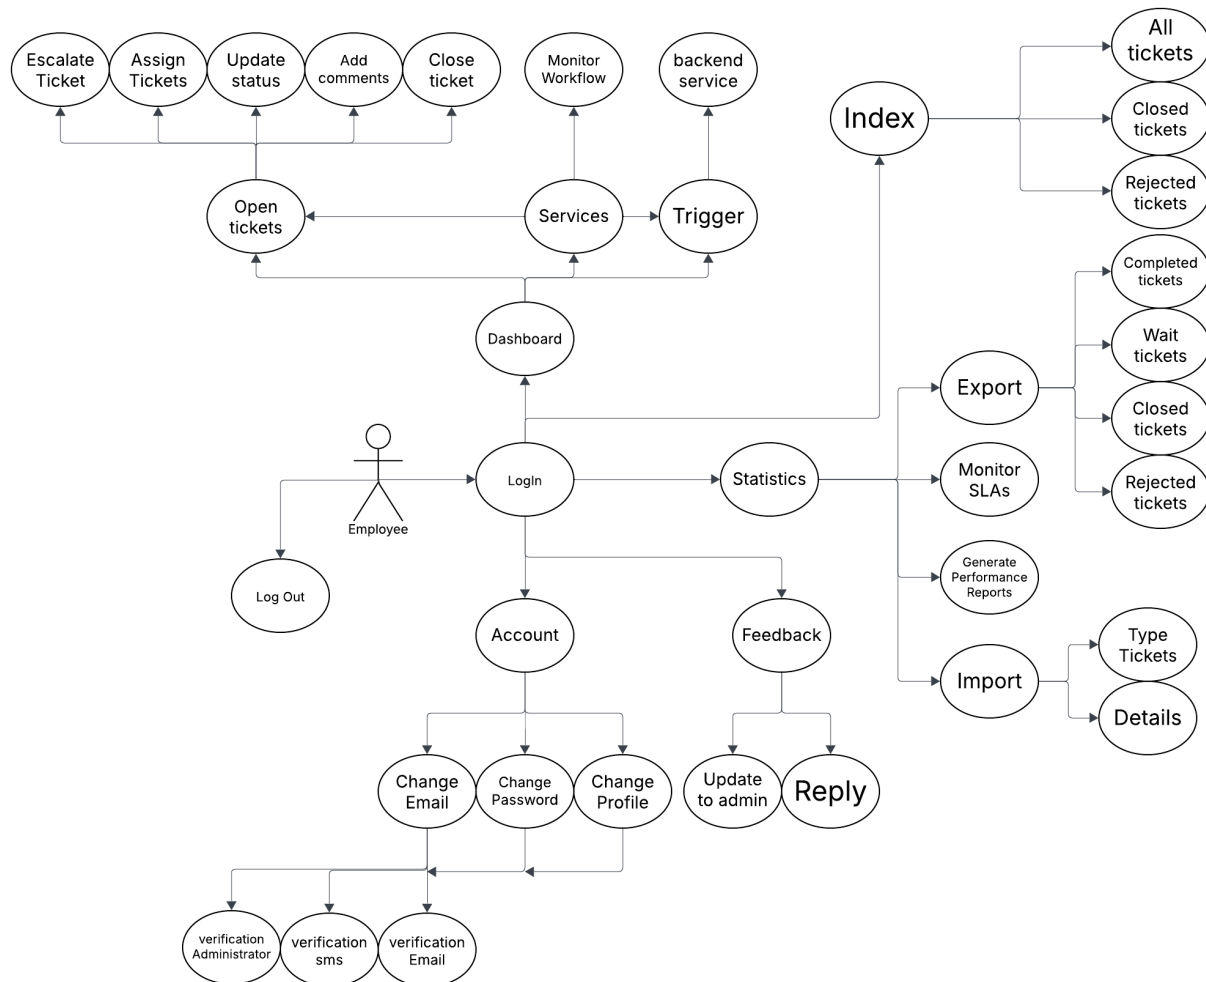 Escalate
Ticket
Assign
Tickets
Update
status
Add
comments
Close
ticket
Monitor
Workflow
backend
service
All
tickets
Index
Closed
tickets
Rejected
tickets
Open
tickets
Services
Trigger
Completed
tickets
Dashboard
Wait
tickets
Export
Closed
tickets
LogIn
Statistics
Monitor
SLAs
Rejected
tickets
Employee
Log Out
Generate
Performance
Reports
Account
Feedback
Type
Tickets
Import
Details
Change
Email
Change
Password
Change
Profile
Update
to admin
Reply
verification
Administrator
verification
sms
verification
Email